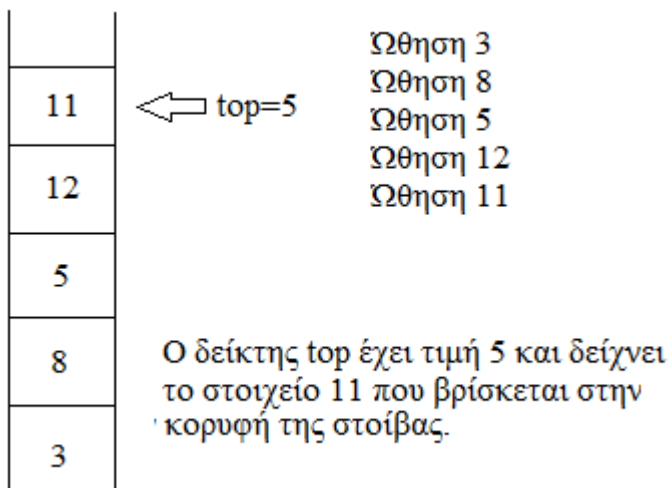 11
12
5
8
3
top=5
Ώθηση 3
Ώθηση 8
Ώθηση 5
Ώθηση 12
Ώθηση 11
Ο δείκτης top έχει τιμή 5 και δείχνει
το στοιχείο 11 που βρίσκεται στην
κορυφή της στοίβας.